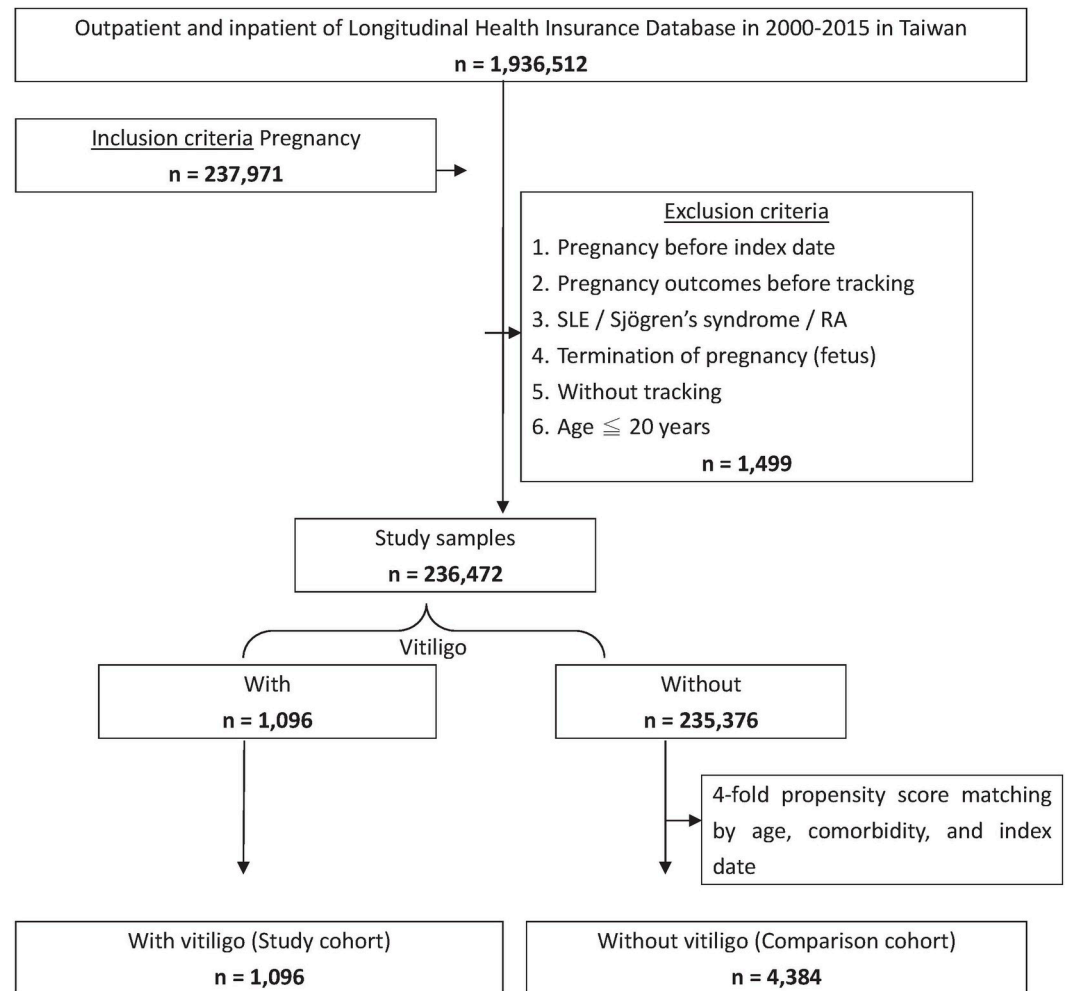 Outpatient and inpatient of Longitudinal Health Insurance Database in 2000-2015 in Taiwan
n = 1,936,512
Inclusion criteria Pregnancy
n = 237,971
Exclusion criteria
1. Pregnancy before index date
2. Pregnancy outcomes before tracking
3. SLE / Sjögren’s syndrome / RA
4. Termination of pregnancy (fetus)
5. Without tracking
6. Age ≦ 20 years
n = 1,499
Study samples
n = 236,472
Vitiligo
With
n = 1,096
Without
n = 235,376
4-fold propensity score matching
by age, comorbidity, and index
date
With vitiligo (Study cohort)
n = 1,096
Without vitiligo (Comparison cohort)
n = 4,384